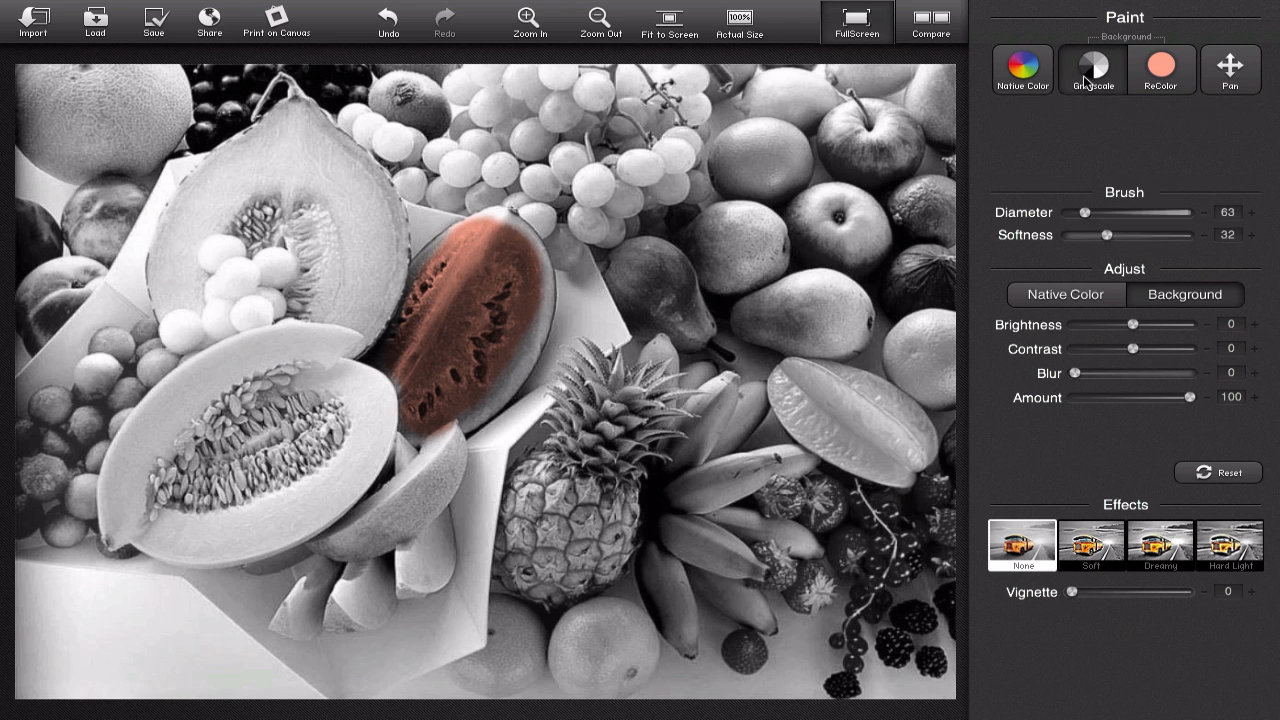 Import Load Save Share Print on Canvas Undo Redo Zoom In Zoom Out Fit to Screen 100% Actual Size FullScreen Compare
Paint
Background
Native Color Grayscale ReColor Pan
Brush
Diameter - 63 +
Softness - 32 +
Adjust
Native Color Background
Brightness - 0 +
Contrast - 0 +
Blur - 0 +
Amount - 100 +
Reset
Effects
None Soft Dreamy Hard Light
Vignette - 0 +